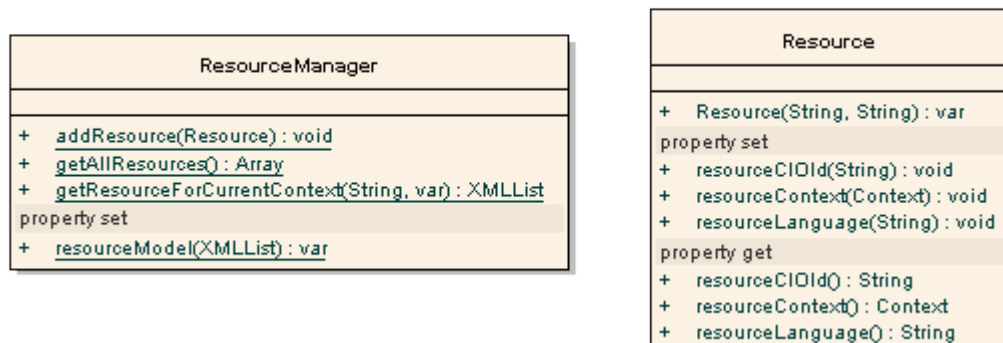 ResourceManager
+ addResource(Resource) : void
+ getAllResources() : Array
+ getResourceForCurrentContext(String, var) : XMLList
property set
+ resourceModel(XMLList) : var
Resource
+ Resource(String, String) : var
property set
+ resourceCIOId(String) : void
+ resourceContext(Context) : void
+ resourceLanguage(String) : void
property get
+ resourceCIOId() : String
+ resourceContext() : Context
+ resourceLanguage() : String